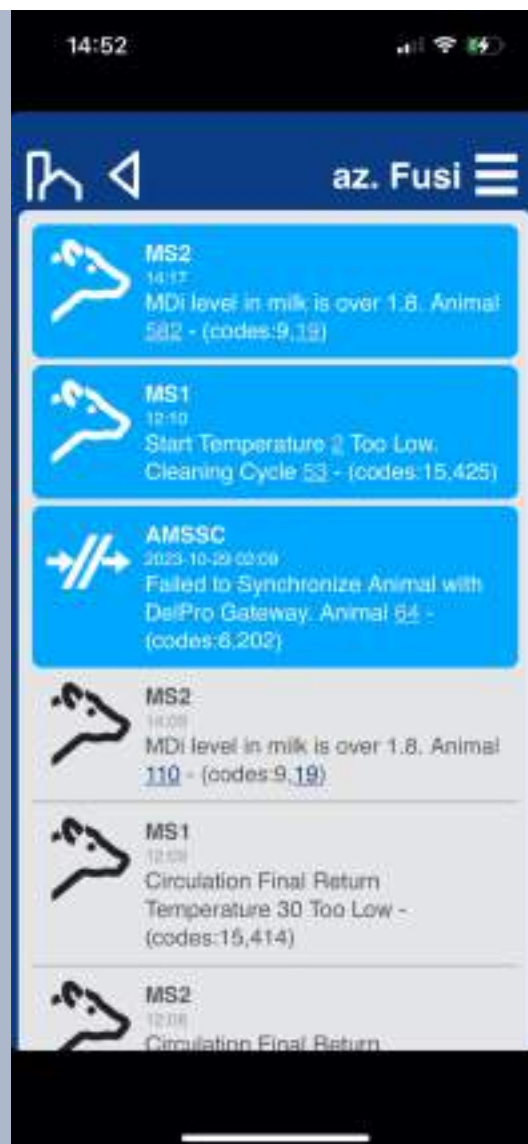 14:52
az. Fusi
MS2
14:17
MDi level in milk is over 1.8. Animal
582 - (codes:9,19)
MS1
12:10
Start Temperature 2 Too Low.
Cleaning Cycle 53 - (codes:15,425)
AMSSC
2023-10-29 02:09
Failed to Synchronize Animal with
DelPro Gateway. Animal 64 -
(codes:6,202)
MS2
14:09
MDi level in milk is over 1.8. Animal
110 - (codes:9,19)
MS1
12:09
Circulation Final Return
Temperature 30 Too Low -
(codes:15,414)
MS2
12:08
Circulation Final Return